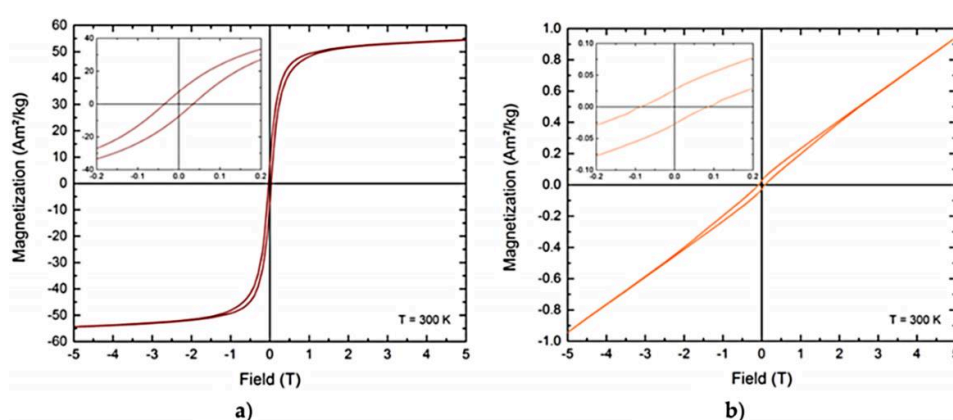 60
50
40
30
20
10
0
-10
-20
-30
-40
-50
-60
Magnetization (Am²/kg)
40
20
0
-20
-40
-0.2 -0.1 0.0 0.1 0.2
T = 300 K
-5 -4 -3 -2 -1 0 1 2 3 4 5
Field (T)
a)
1.0
0.8
0.6
0.4
0.2
0.0
-0.2
-0.4
-0.6
-0.8
-1.0
Magnetization (Am²/kg)
0.10
0.05
0.00
-0.05
-0.10
-0.2 -0.1 0.0 0.1 0.2
T = 300 K
-5 -4 -3 -2 -1 0 1 2 3 4 5
Field (T)
b)